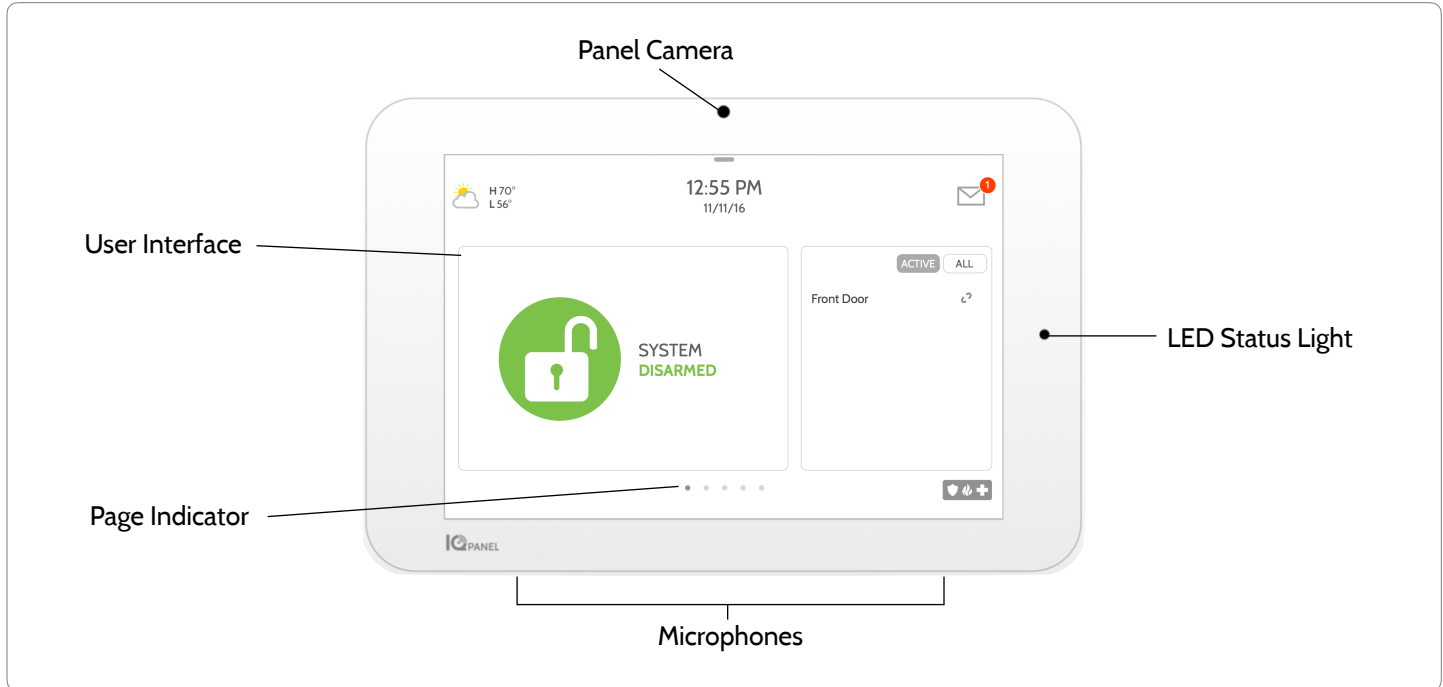 Panel Camera
H 70°
L 56°
12:55 PM
11/11/16
1
User Interface
ACTIVE ALL
Front Door
SYSTEM
DISARMED
LED Status Light
Page Indicator
IQ PANEL
Microphones